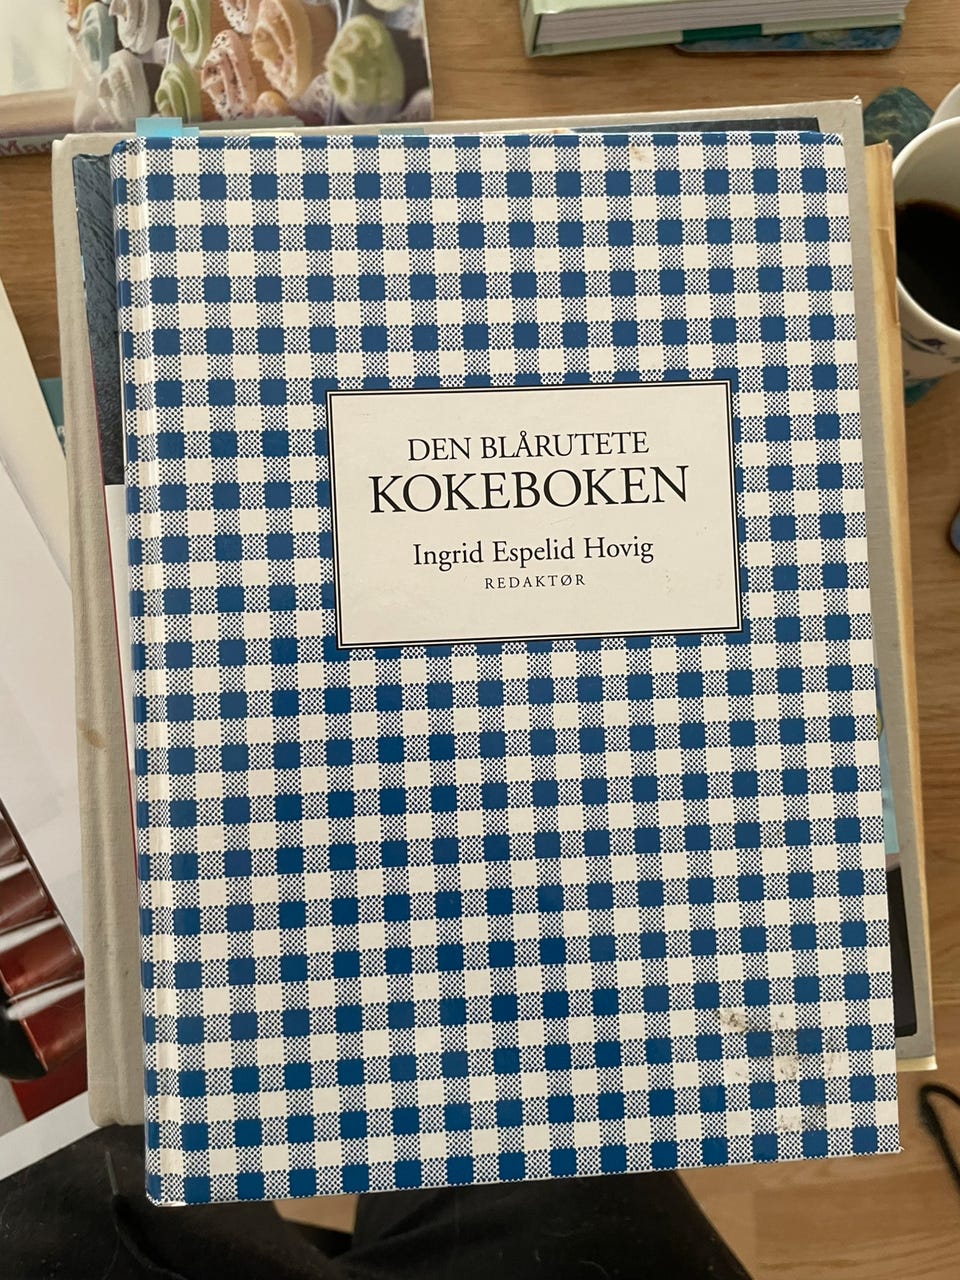 DEN BLÅRUTETE
KOKEBOKEN
Ingrid Espelid Hovig
REDAKTØR